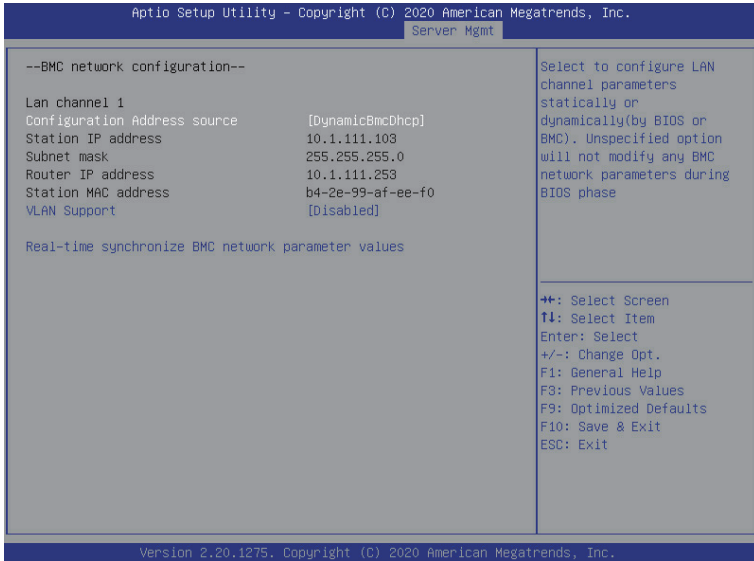 Aptio Setup Utility – Copyright (C) 2020 American Megatrends, Inc.
Server Mgmt
--BMC network configuration--
Lan channel 1
Configuration Address source [DynamicBmcDhcp]
Station IP address 10.1.111.103
Subnet mask 255.255.255.0
Router IP address 10.1.111.253
Station MAC address b4-2e-99-af-ee-f0
VLAN Support [Disabled]
Real-time synchronize BMC network parameter values
Select to configure LAN
channel parameters
statically or
dynamically(by BIOS or
BMC). Unspecified option
will not modify any BMC
network parameters during
BIOS phase
→←: Select Screen
↑↓: Select Item
Enter: Select
+/-: Change Opt.
F1: General Help
F3: Previous Values
F9: Optimized Defaults
F10: Save & Exit
ESC: Exit
Version 2.20.1275. Copyright (C) 2020 American Megatrends, Inc.